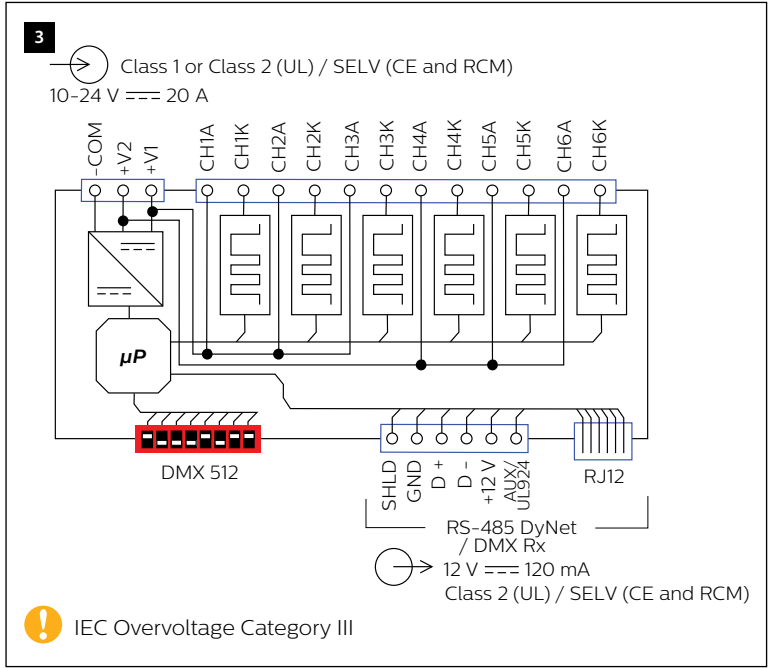 3
Class 1 or Class 2 (UL) / SELV (CE and RCM)
10-24 V ⎓ 20 A
-COM
+V2
+V1
CH1A
CH1K
CH2A
CH2K
CH3A
CH3K
CH4A
CH4K
CH5A
CH5K
CH6A
CH6K
µP
DMX 512
SHLD
GND
D +
D -
+12 V
AUX/
UL924
RJ12
RS-485 DyNet
/ DMX Rx
12 V ⎓ 120 mA
Class 2 (UL) / SELV (CE and RCM)
! IEC Overvoltage Category III